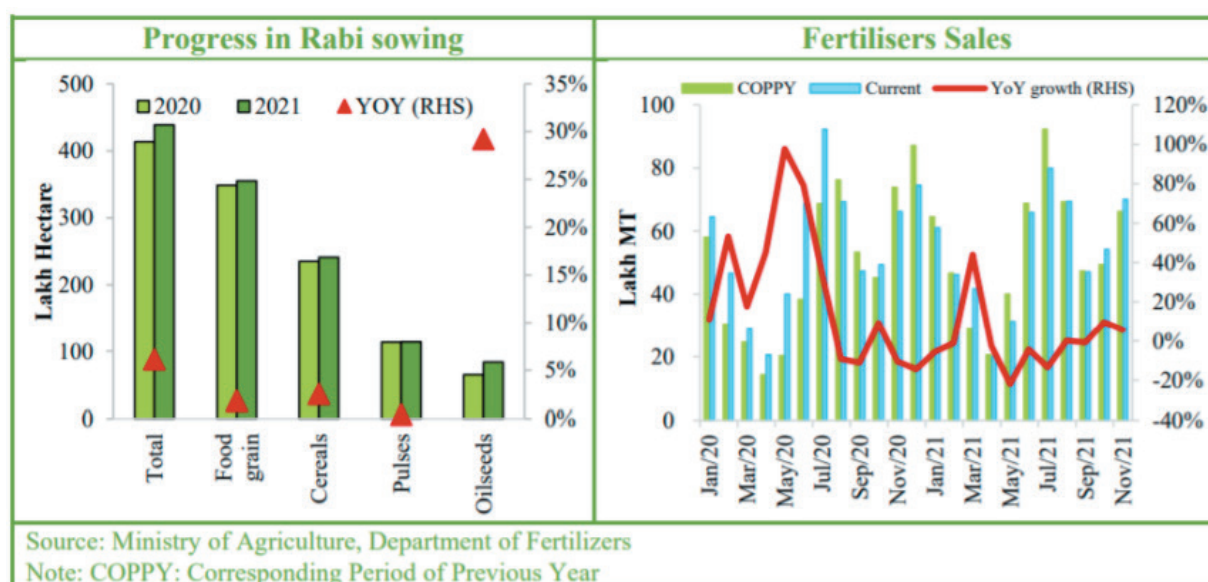 Progress in Rabi sowing
500
400
300
200
100
0
Lakh Hectare
2020
2021
YOY (RHS)
35%
30%
25%
20%
15%
10%
5%
0%
Total
Food
grain
Cereals
Pulses
Oilseeds
Fertilisers Sales
COPPY
Current
YoY growth (RHS)
100
80
60
40
20
0
Lakh MT
120%
100%
80%
60%
40%
20%
0%
-20%
-40%
Jan/20
Mar/20
May/20
Jul/20
Sep/20
Nov/20
Jan/21
Mar/21
May/21
Jul/21
Sep/21
Nov/21
Source: Ministry of Agriculture, Department of Fertilizers
Note: COPPY: Corresponding Period of Previous Year